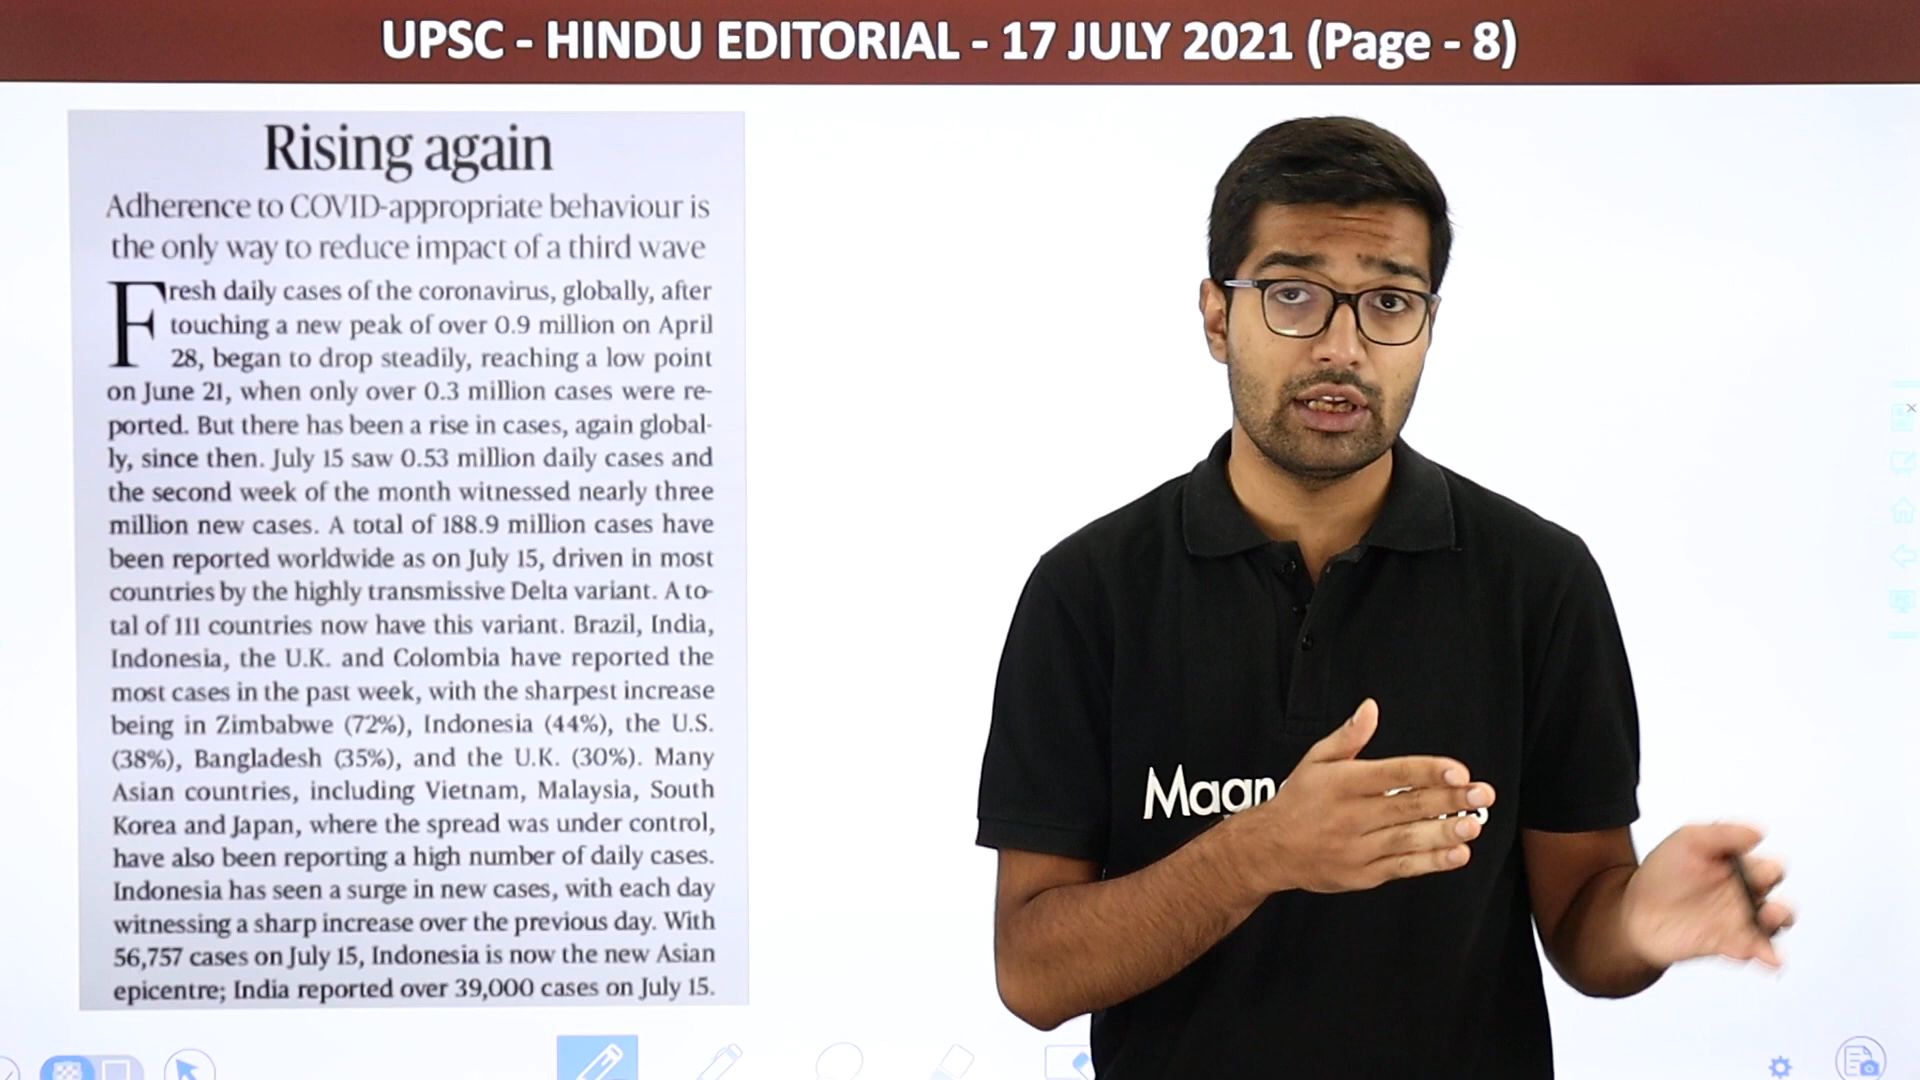 UPSC - HINDU EDITORIAL - 17 JULY 2021 (Page - 8)
Rising again
Adherence to COVID-appropriate behaviour is
the only way to reduce impact of a third wave
Fresh daily cases of the coronavirus, globally, after
touching a new peak of over 0.9 million on April
28, began to drop steadily, reaching a low point
on June 21, when only over 0.3 million cases were re-
ported. But there has been a rise in cases, again global-
ly, since then. July 15 saw 0.53 million daily cases and
the second week of the month witnessed nearly three
million new cases. A total of 188.9 million cases have
been reported worldwide as on July 15, driven in most
countries by the highly transmissive Delta variant. A to-
tal of 111 countries now have this variant. Brazil, India,
Indonesia, the U.K. and Colombia have reported the
most cases in the past week, with the sharpest increase
being in Zimbabwe (72%), Indonesia (44%), the U.S.
(38%), Bangladesh (35%), and the U.K. (30%). Many
Asian countries, including Vietnam, Malaysia, South
Korea and Japan, where the spread was under control,
have also been reporting a high number of daily cases.
Indonesia has seen a surge in new cases, with each day
witnessing a sharp increase over the previous day. With
56,757 cases on July 15, Indonesia is now the new Asian
epicentre; India reported over 39,000 cases on July 15.